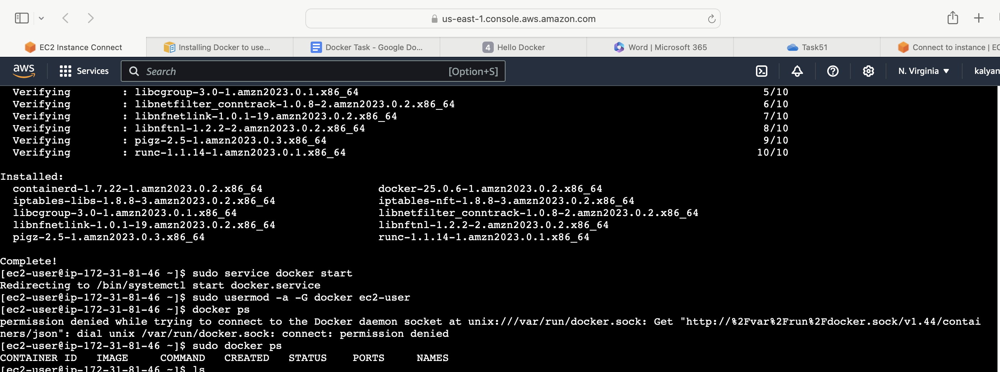 us-east-1.console.aws.amazon.com
EC2 Instance Connect
Installing Docker to use...
Docker Task - Google Do...
4 Hello Docker
Word | Microsoft 365
Task51
Connect to instance | EC
aws Services Search [Option+S] N. Virginia kalyan
Verifying : libcgroup-3.0-1.amzn2023.0.1.x86_64 5/10
Verifying : libnetfilter_conntrack-1.0.8-2.amzn2023.0.2.x86_64 6/10
Verifying : libnfnetlink-1.0.1-19.amzn2023.0.2.x86_64 7/10
Verifying : libnftnl-1.2.2-2.amzn2023.0.2.x86_64 8/10
Verifying : pigz-2.5-1.amzn2023.0.3.x86_64 9/10
Verifying : runc-1.1.14-1.amzn2023.0.1.x86_64 10/10
Installed:
containerd-1.7.22-1.amzn2023.0.2.x86_64 docker-25.0.6-1.amzn2023.0.2.x86_64
iptables-libs-1.8.8-3.amzn2023.0.2.x86_64 iptables-nft-1.8.8-3.amzn2023.0.2.x86_64
libcgroup-3.0-1.amzn2023.0.1.x86_64 libnetfilter_conntrack-1.0.8-2.amzn2023.0.2.x86_64
libnfnetlink-1.0.1-19.amzn2023.0.2.x86_64 libnftnl-1.2.2-2.amzn2023.0.2.x86_64
pigz-2.5-1.amzn2023.0.3.x86_64 runc-1.1.14-1.amzn2023.0.1.x86_64
Complete!
[ec2-user@ip-172-31-81-46 ~]$ sudo service docker start
Redirecting to /bin/systemctl start docker.service
[ec2-user@ip-172-31-81-46 ~]$ sudo usermod -a -G docker ec2-user
[ec2-user@ip-172-31-81-46 ~]$ docker ps
permission denied while trying to connect to the Docker daemon socket at unix:///var/run/docker.sock: Get "http://%2Fvar%2Frun%2Fdocker.sock/v1.44/contai
ners/json": dial unix /var/run/docker.sock: connect: permission denied
[ec2-user@ip-172-31-81-46 ~]$ sudo docker ps
CONTAINER ID IMAGE COMMAND CREATED STATUS PORTS NAMES
[ec2-user@ip-172-31-81-46 ~]$ ls